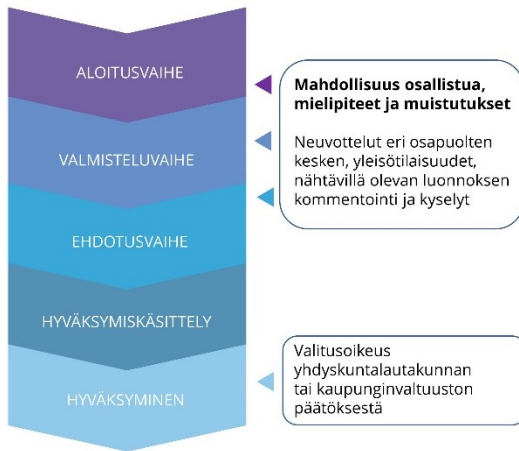 ALOITUSVAIHE
VALMISTELUVAIHE
EHDOTUSVAIHE
HYVÄKSYMISKÄSITTELY
HYVÄKSYMINEN
Mahdollisuus osallistua,
mielipiteet ja muistutukset
Neuvottelut eri osapuolten
kesken, yleisötilaisuudet,
nähtävillä olevan luonnoksen
kommentointi ja kyselyt
Valitusoikeus
yhdyskuntalautakunnan
tai kaupunginvaltuuston
päätöksestä